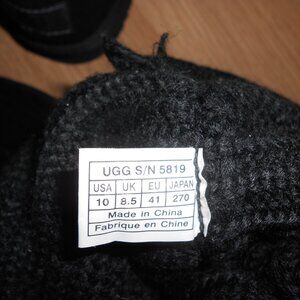 UGG S/N 5819
USA UK EU JAPAN
10 8.5 41 270
Made in China
Fabrique en Chine